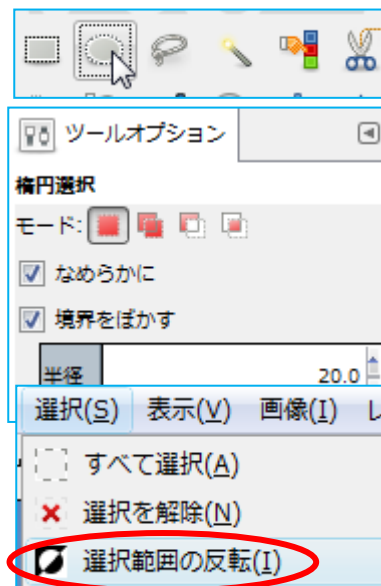 ツールオプション
楕円選択
モード:
なめらかに
境界をぼかす
半径 20.0
選択(S) 表示(V) 画像(I) レ
すべて選択(A)
選択を解除(N)
選択範囲の反転(I)